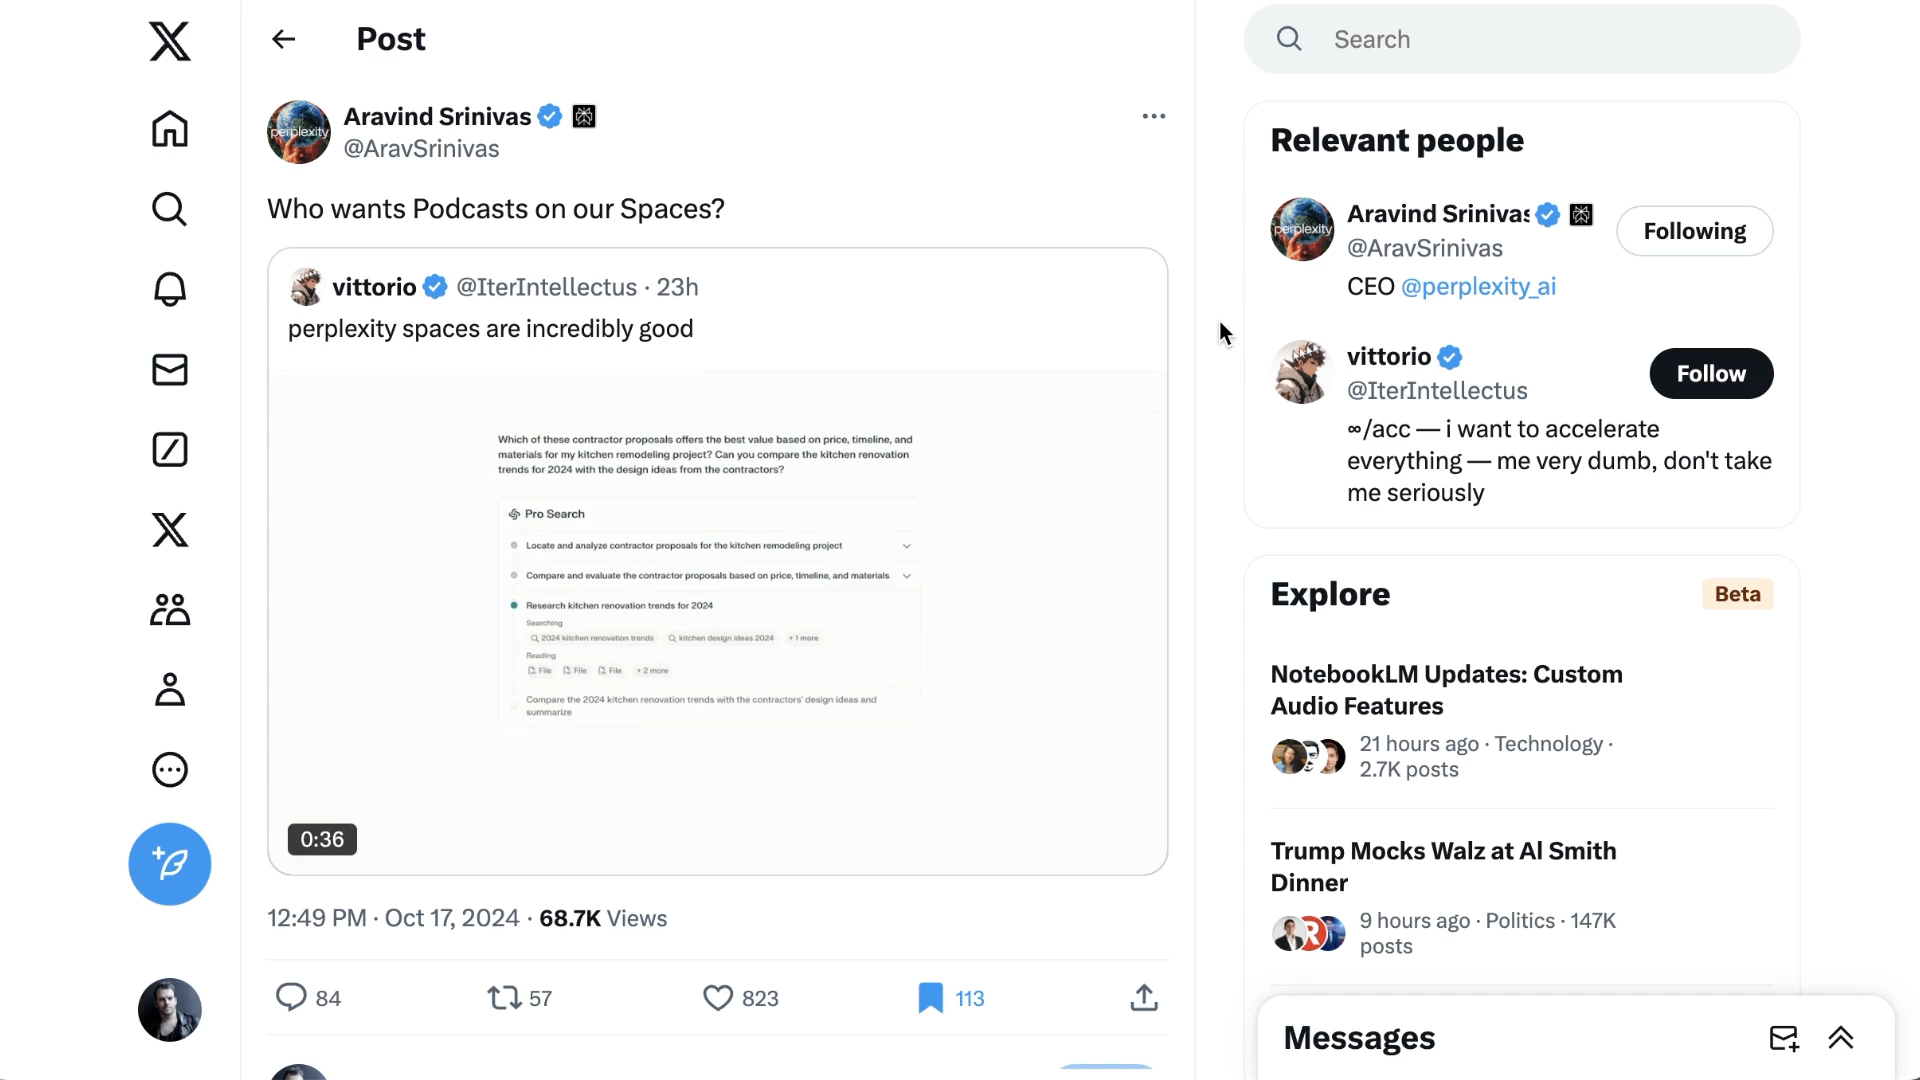 Post
Search
perplexity
Aravind Srinivas
@AravSrinivas
Who wants Podcasts on our Spaces?
vittorio @IterIntellectus · 23h
perplexity spaces are incredibly good
Which of these contractor proposals offers the best value based on price, timeline, and
materials for my kitchen remodeling project? Can you compare the kitchen renovation
trends for 2024 with the design ideas from the contractors?
Pro Search
Locate and analyze contractor proposals for the kitchen remodeling project
Compare and evaluate the contractor proposals based on price, timeline, and materials
Research kitchen renovation trends for 2024
Searching
2024 kitchen renovation trends kitchen design ideas 2024 + 1 more
Reading
File File File + 2 more
Compare the 2024 kitchen renovation trends with the contractors' design ideas and
summarize
0:36
12:49 PM · Oct 17, 2024 · 68.7K Views
84 57 823 113
Relevant people
perplexity
Aravind Srinivas
@AravSrinivas
Following
CEO @perplexity_ai
vittorio
@IterIntellectus
Follow
∞/acc — i want to accelerate
everything — me very dumb, don't take
me seriously
Explore
Beta
NotebookLM Updates: Custom
Audio Features
21 hours ago · Technology ·
2.7K posts
Trump Mocks Walz at Al Smith
Dinner
R
9 hours ago · Politics · 147K
posts
Messages